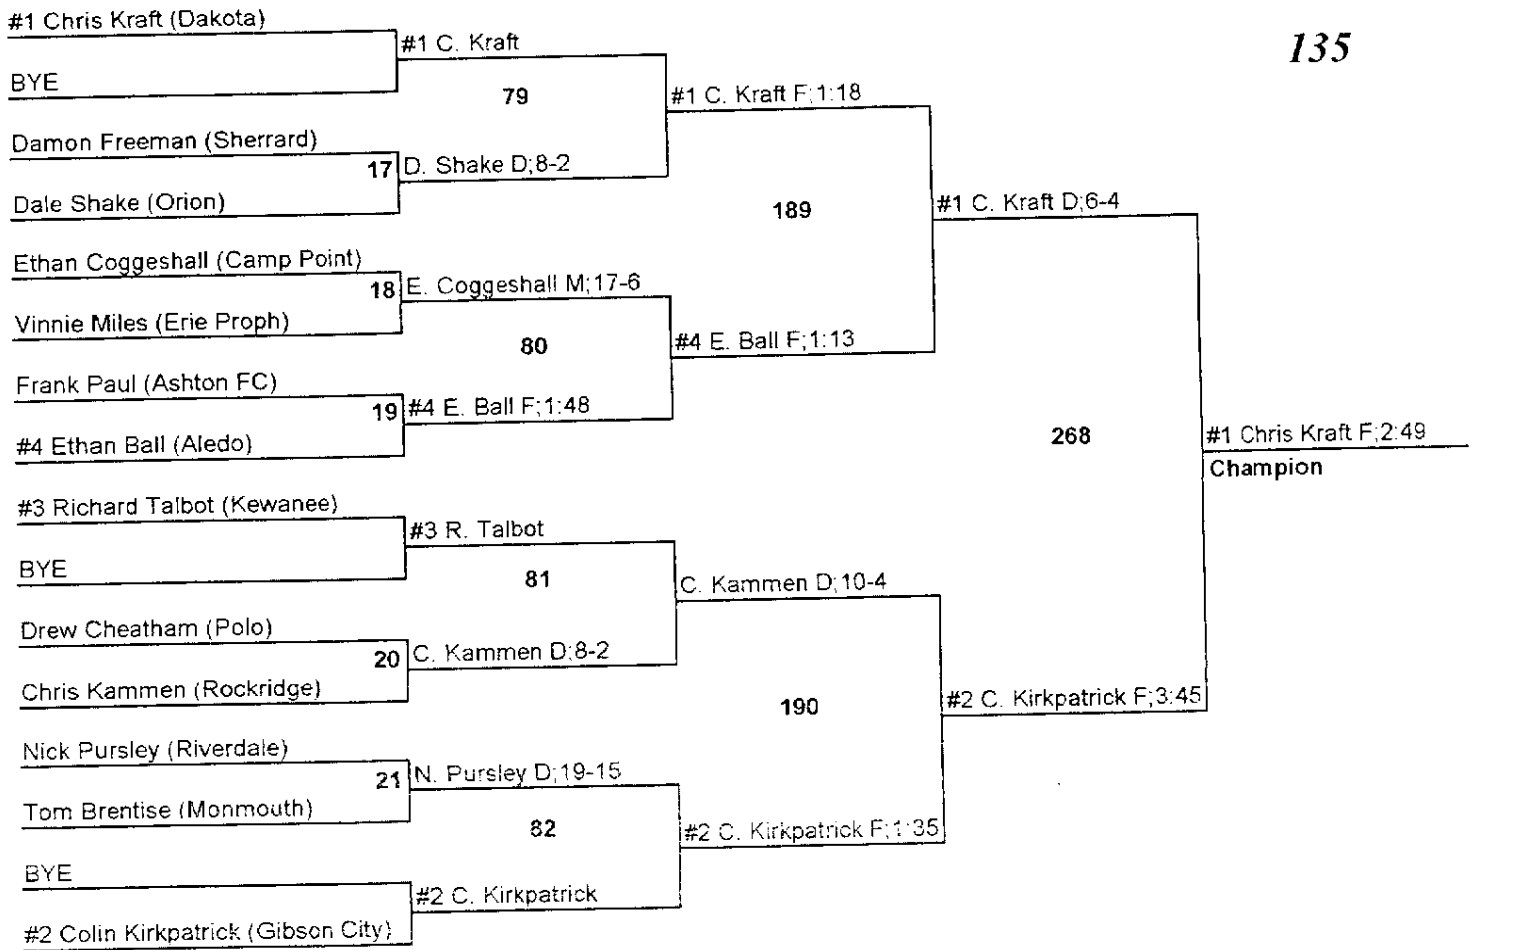 #1 Chris Kraft (Dakota)
#1 C. Kraft
135
BYE
79
#1 C. Kraft F;1:18
Damon Freeman (Sherrard)
17
D. Shake D;8-2
Dale Shake (Orion)
189
#1 C. Kraft D;6-4
Ethan Coggeshall (Camp Point)
18
E. Coggeshall M;17-6
Vinnie Miles (Erie Proph)
80
#4 E. Ball F;1:13
Frank Paul (Ashton FC)
19
#4 E. Ball F;1:48
#4 Ethan Ball (Aledo)
268
#1 Chris Kraft F;2:49
Champion
#3 Richard Talbot (Kewanee)
#3 R. Talbot
BYE
81
C. Kammen D;10-4
Drew Cheatham (Polo)
20
C. Kammen D;8-2
Chris Kammen (Rockridge)
190
#2 C. Kirkpatrick F;3:45
Nick Pursley (Riverdale)
21
N. Pursley D;19-15
Tom Brentise (Monmouth)
82
#2 C. Kirkpatrick F;1:35
BYE
#2 C. Kirkpatrick
#2 Colin Kirkpatrick (Gibson City)